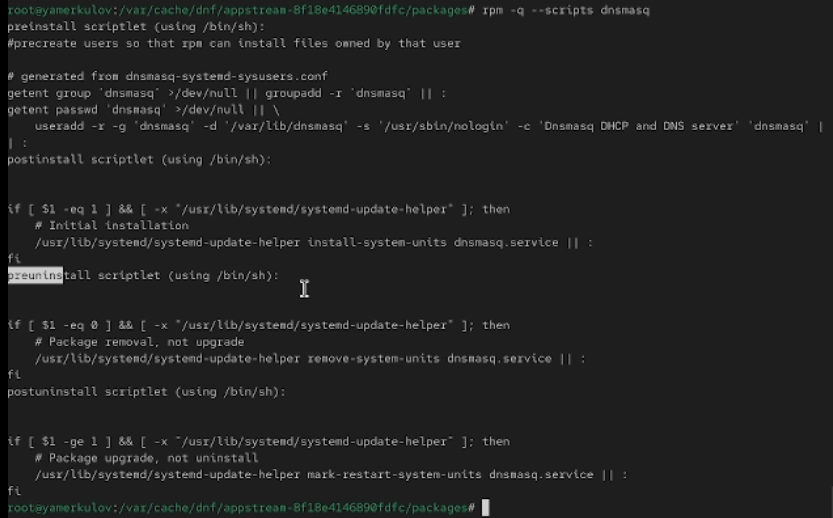 root@yamerkulov:/var/cache/dnf/appstream-8f18e4146890fdfc/packages# rpm -q --scripts dnsmasq
preinstall scriptlet (using /bin/sh):
#precreate users so that rpm can install files owned by that user
# generated from dnsmasq-systemd-sysusers.conf
getent group 'dnsmasq' >/dev/null || groupadd -r 'dnsmasq' || :
getent passwd 'dnsmasq' >/dev/null || \
    useradd -r -g 'dnsmasq' -d '/var/lib/dnsmasq' -s '/usr/sbin/nologin' -c 'Dnsmasq DHCP and DNS server' 'dnsmasq' |
| :
postinstall scriptlet (using /bin/sh):
if [ $1 -eq 1 ] && [ -x "/usr/lib/systemd/systemd-update-helper" ]; then
    # Initial installation
    /usr/lib/systemd/systemd-update-helper install-system-units dnsmasq.service || :
fi
preuninstall scriptlet (using /bin/sh):
if [ $1 -eq 0 ] && [ -x "/usr/lib/systemd/systemd-update-helper" ]; then
    # Package removal, not upgrade
    /usr/lib/systemd/systemd-update-helper remove-system-units dnsmasq.service || :
fi
postuninstall scriptlet (using /bin/sh):
if [ $1 -ge 1 ] && [ -x "/usr/lib/systemd/systemd-update-helper" ]; then
    # Package upgrade, not uninstall
    /usr/lib/systemd/systemd-update-helper mark-restart-system-units dnsmasq.service || :
fi
root@yamerkulov:/var/cache/dnf/appstream-8f18e4146890fdfc/packages#